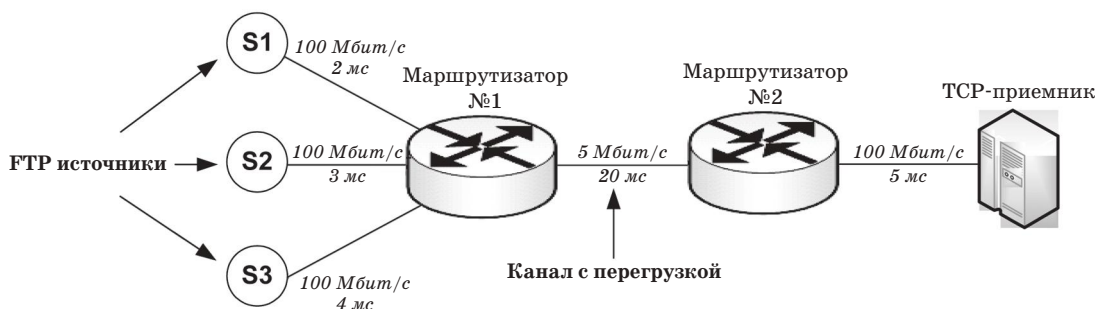 S1
100 Мбит/с
2 мс
Маршрутизатор
№1
Маршрутизатор
№2
TCP-приемник
FTP источники
S2
100 Мбит/с
3 мс
5 Мбит/с
20 мс
100 Мбит/с
5 мс
S3
100 Мбит/с
4 мс
Канал с перегрузкой